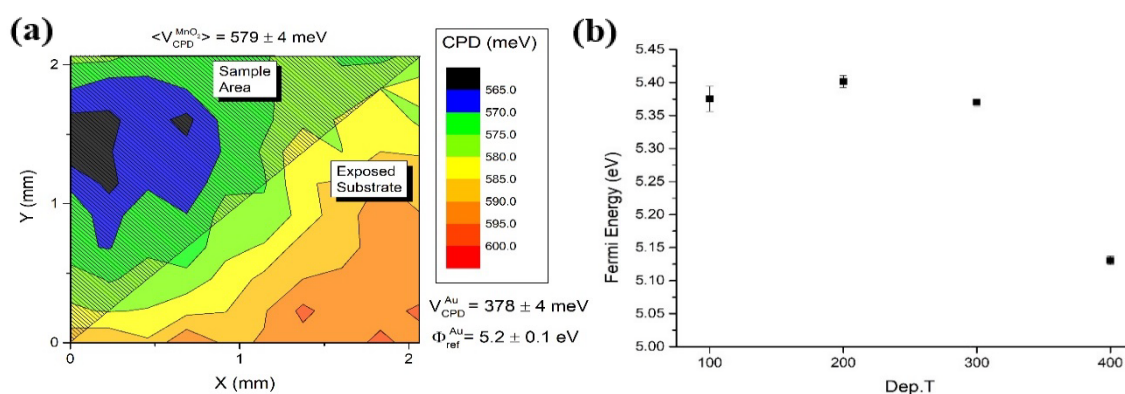 (a)
<V_CPD^MnO₂> = 579 ± 4 meV
Sample
Area
Exposed
Substrate
2
1
0
Y (mm)
0
1
2
X (mm)
CPD (meV)
565.0
570.0
575.0
580.0
585.0
590.0
595.0
600.0
V_CPD^Au = 378 ± 4 meV
Φ_ref^Au = 5.2 ± 0.1 eV
(b)
Fermi Energy (eV)
5.45
5.40
5.35
5.30
5.25
5.20
5.15
5.10
5.05
5.00
100
200
300
400
Dep.T